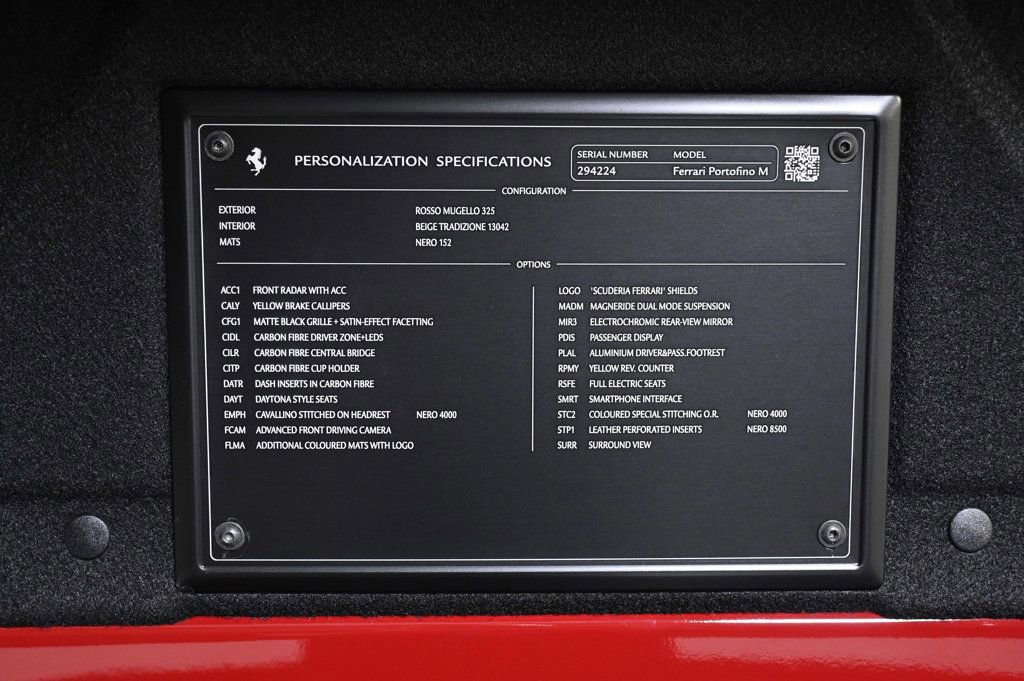 PERSONALIZATION SPECIFICATIONS
SERIAL NUMBER MODEL
294224 Ferrari Portofino M
CONFIGURATION
EXTERIOR ROSSO MUGELLO 325
INTERIOR BEIGE TRADIZIONE 13042
MATS NERO 152
OPTIONS
ACC1 FRONT RADAR WITH ACC
CALY YELLOW BRAKE CALLIPERS
CFG1 MATTE BLACK GRILLE + SATIN-EFFECT FACETTING
CIDL CARBON FIBRE DRIVER ZONE+LEDS
CILR CARBON FIBRE CENTRAL BRIDGE
CITP CARBON FIBRE CUP HOLDER
DATR DASH INSERTS IN CARBON FIBRE
DAYT DAYTONA STYLE SEATS
EMPH CAVALLINO STITCHED ON HEADREST NERO 4000
FCAM ADVANCED FRONT DRIVING CAMERA
FLMA ADDITIONAL COLOURED MATS WITH LOGO
LOGO 'SCUDERIA FERRARI' SHIELDS
MADM MAGNERIDE DUAL MODE SUSPENSION
MIR3 ELECTROCHROMIC REAR-VIEW MIRROR
PDIS PASSENGER DISPLAY
PLAL ALUMINIUM DRIVER&PASS.FOOTREST
RPMY YELLOW REV. COUNTER
RSFE FULL ELECTRIC SEATS
SMRT SMARTPHONE INTERFACE
STC2 COLOURED SPECIAL STITCHING O.R. NERO 4000
STP1 LEATHER PERFORATED INSERTS NERO 8500
SURR SURROUND VIEW